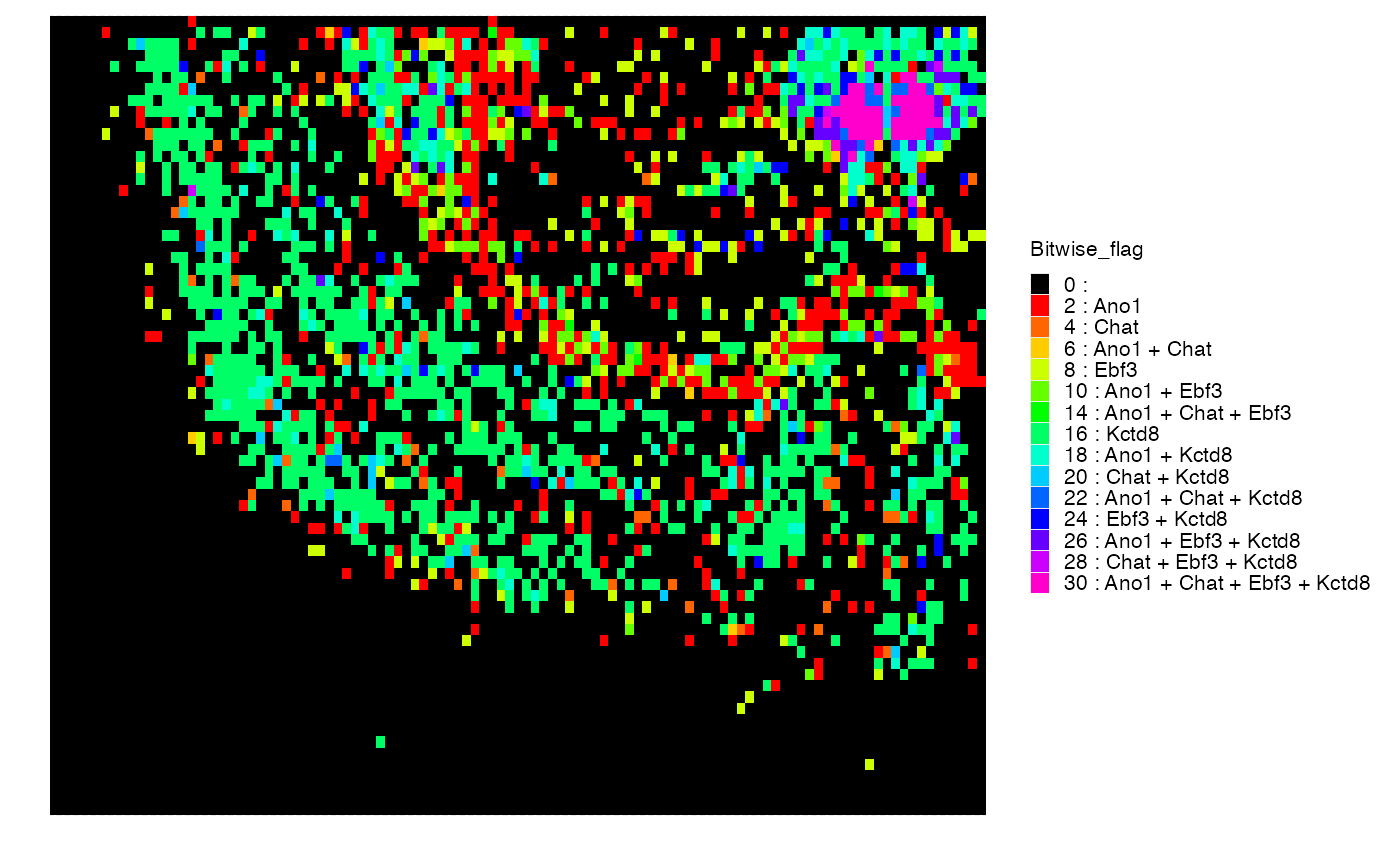 Bitwise_flag
0 :
2 : Ano1
4 : Chat
6 : Ano1 + Chat
8 : Ebf3
10 : Ano1 + Ebf3
14 : Ano1 + Chat + Ebf3
16 : Kctd8
18 : Ano1 + Kctd8
20 : Chat + Kctd8
22 : Ano1 + Chat + Kctd8
24 : Ebf3 + Kctd8
26 : Ano1 + Ebf3 + Kctd8
28 : Chat + Ebf3 + Kctd8
30 : Ano1 + Chat + Ebf3 + Kctd8